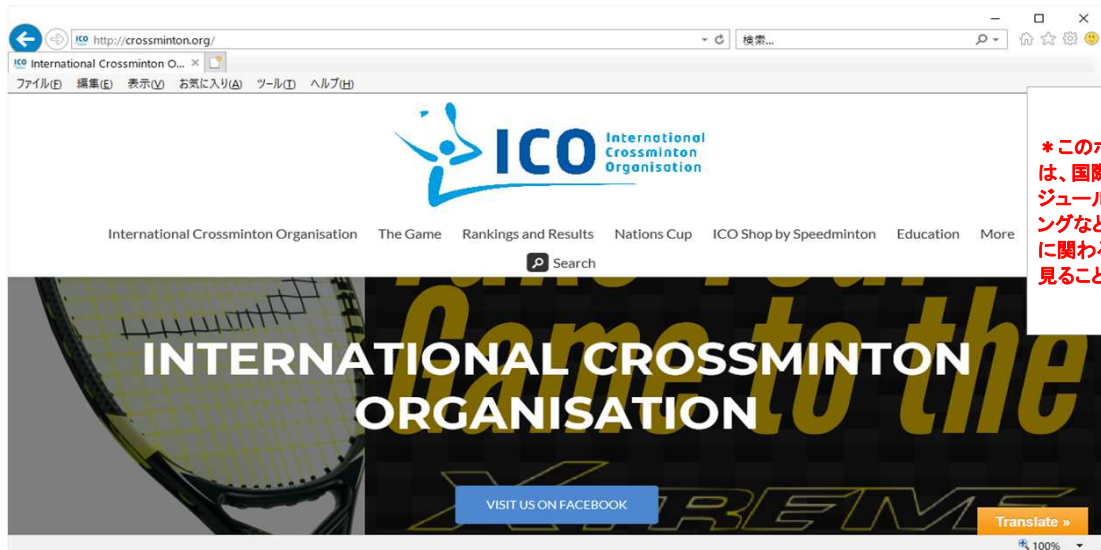 http://crossminton.org/
検索...
International Crossminton O...
ファイル(F) 編集(E) 表示(V) お気に入り(A) ツール(T) ヘルプ(H)
ICO International
Crossminton
Organisation
International Crossminton Organisation The Game Rankings and Results Nations Cup ICO Shop by Speedminton Education More
Search
Game to the
INTERNATIONAL CROSSMINTON
ORGANISATION
XTREME
VISIT US ON FACEBOOK
Translate »
100%
*この
は、国際
ジュール
ングなど
に関わ
見ること